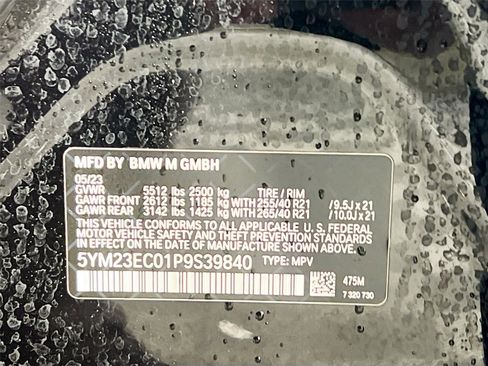 MFD BY BMW M GMBH
05/23
GVWR 5512 lbs 2500 kg TIRE / RIM
GAWR FRONT 2612 lbs 1185 kg WITH 255/40 R21 /9.5J x 21
GAWR REAR 3142 lbs 1425 kg WITH 265/40 R21 /10.0J x 21
THIS VEHICLE CONFORMS TO ALL APPLICABLE U.S. FEDERAL
MOTOR VEHICLE SAFETY AND THEFT PREVENTION STANDARDS
IN EFFECT ON THE DATE OF MANUFACTURE SHOWN ABOVE.
5YM23EC01P9S39840 TYPE: MPV
475M
7 320 730